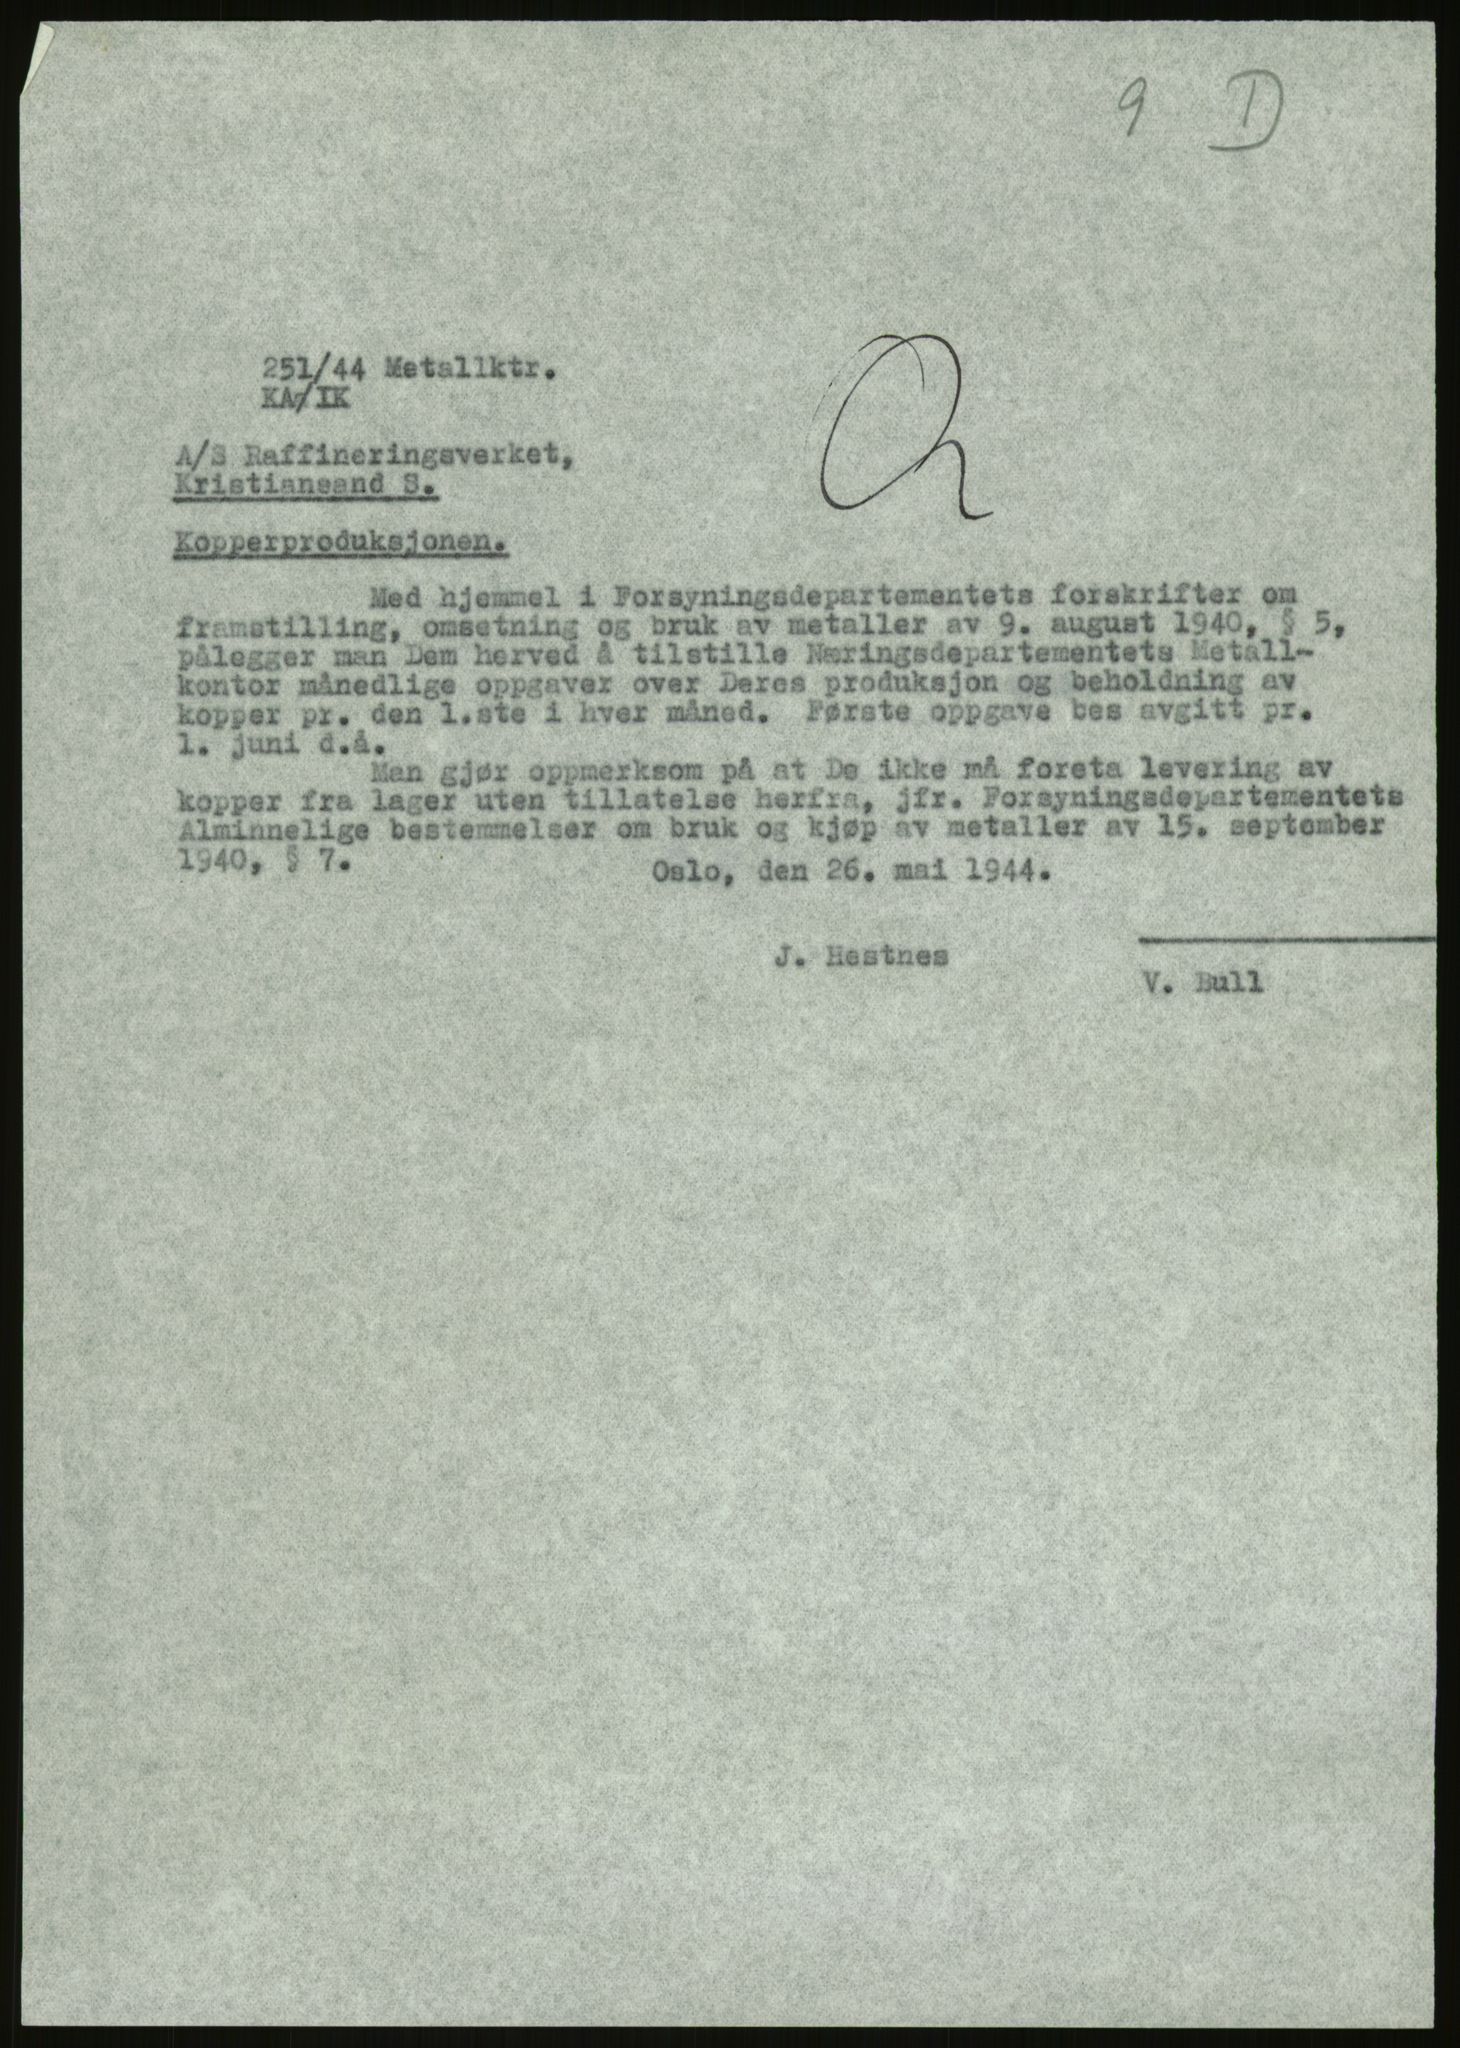 9 D
251/44 Metallktr.
KA/IK
A/S Raffineringsverket,
Kristiansand S.
Kopperproduksjonen.
Med hjemmel i Forsyningsdepartementets forskrifter om
framstilling, omsetning og bruk av metaller av 9. august 1940, § 5,
pålegger man Dem herved å tilstille Næringsdepartementets Metall-
kontor månedlige oppgaver over Deres produksjon og beholdning av
kopper pr. den 1.ste i hver måned. Første oppgave bes avgitt pr.
1. juni d.å.
Man gjør oppmerksom på at De ikke må foreta levering av
kopper fra lager uten tillatelse herfra, jfr. Forsyningsdepartementets
Alminnelige bestemmelser om bruk og kjøp av metaller av 15. september
1940, § 7.
Oslo, den 26. mai 1944.
J. Hestnes
V. Bull